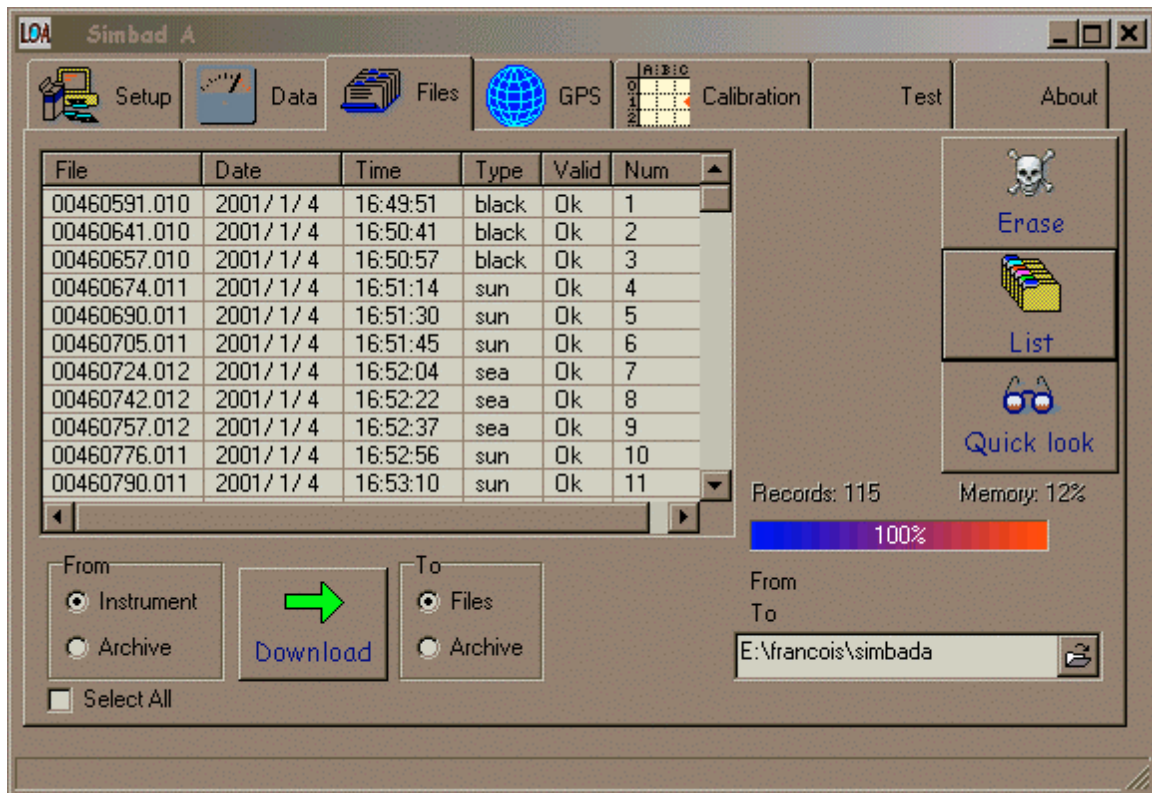 LOA Simbad A
Setup Data Files GPS A B C 0 1 2 Calibration Test About
File Date Time Type Valid Num
00460591.010 2001/ 1/ 4 16:49:51 black Ok 1
00460641.010 2001/ 1/ 4 16:50:41 black Ok 2
00460657.010 2001/ 1/ 4 16:50:57 black Ok 3
00460674.011 2001/ 1/ 4 16:51:14 sun Ok 4
00460690.011 2001/ 1/ 4 16:51:30 sun Ok 5
00460705.011 2001/ 1/ 4 16:51:45 sun Ok 6
00460724.012 2001/ 1/ 4 16:52:04 sea Ok 7
00460742.012 2001/ 1/ 4 16:52:22 sea Ok 8
00460757.012 2001/ 1/ 4 16:52:37 sea Ok 9
00460776.011 2001/ 1/ 4 16:52:56 sun Ok 10
00460790.011 2001/ 1/ 4 16:53:10 sun Ok 11
Erase
List
Quick look
Records: 115 Memory: 12%
100%
From
Instrument
Archive
Download
To
Files
Archive
Select All
From
To
E:\francois\simbada